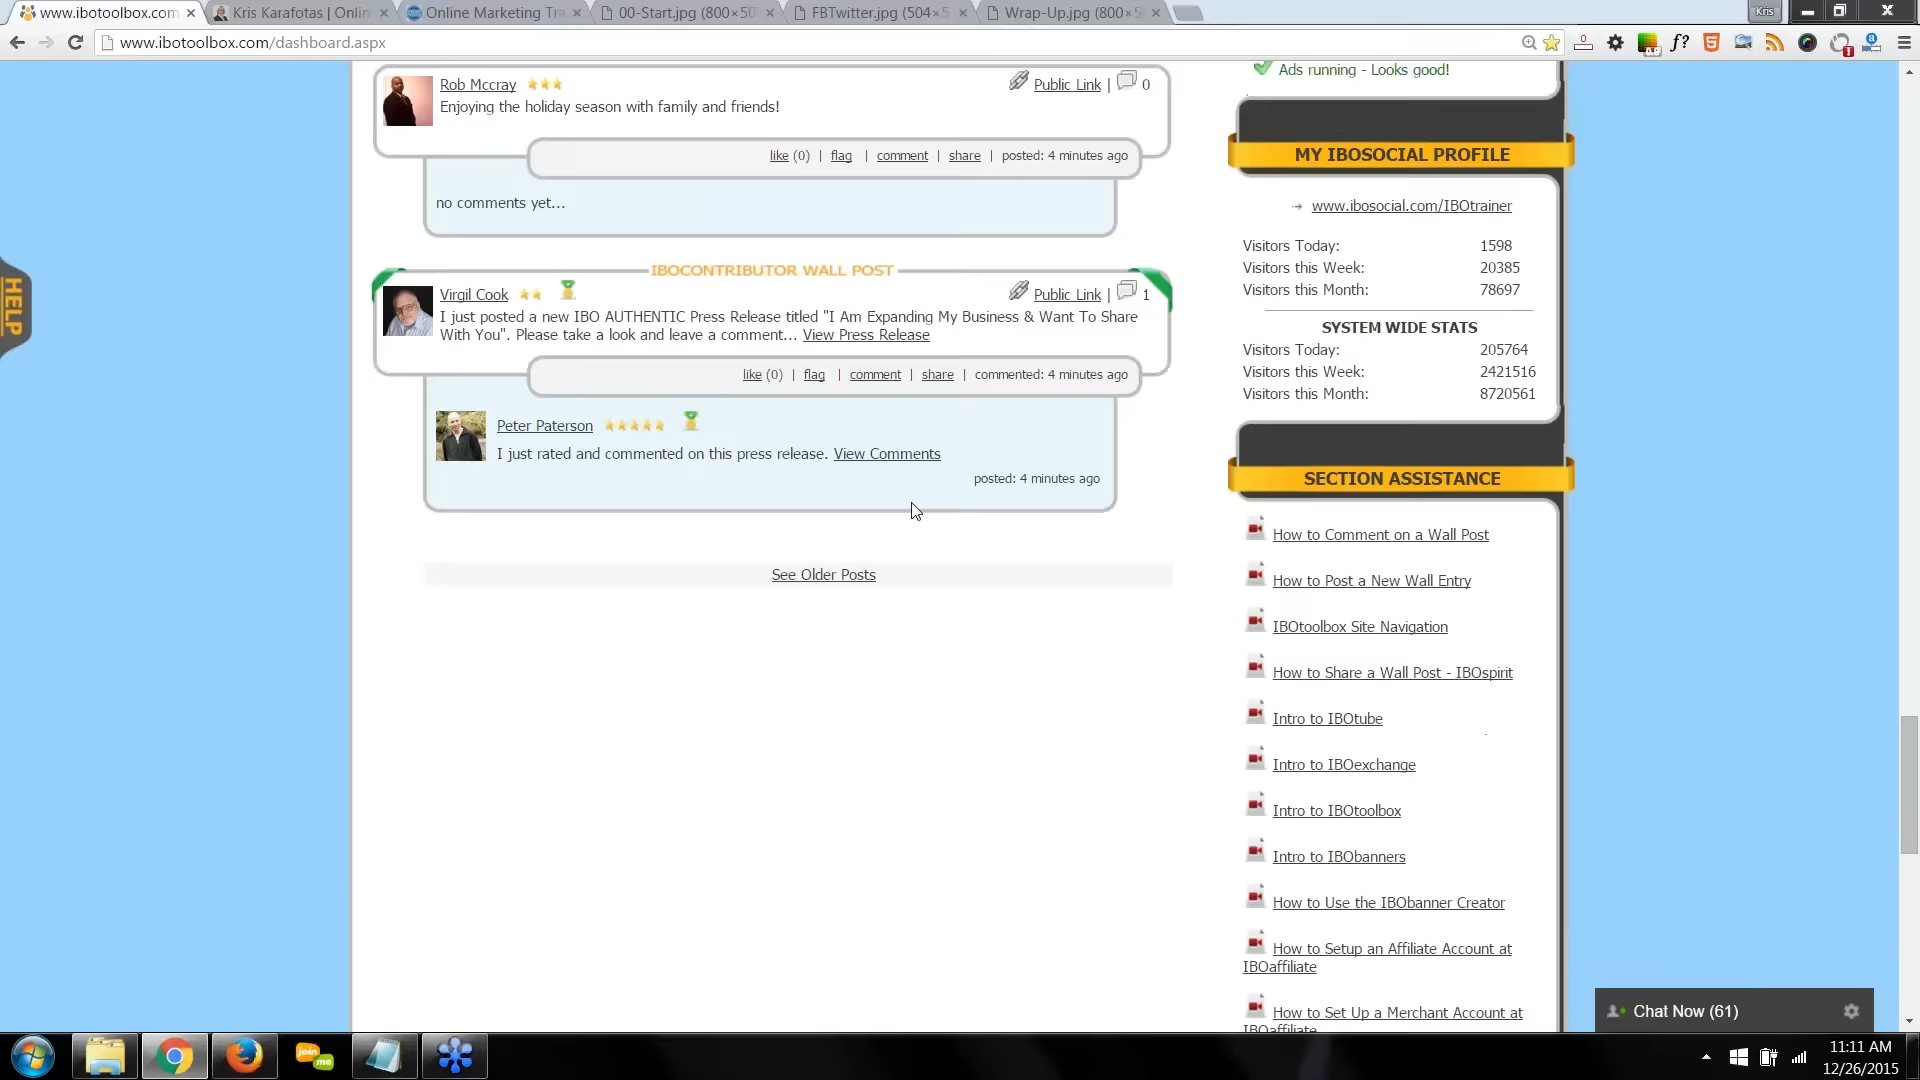 www.ibotoolbox.com
Kris Karafotas | Onlin
Online Marketing Tra
00-Start.jpg (800×50
FBTwitter.jpg (504×5
Wrap-Up.jpg (800×5
Kris
www.ibotoolbox.com/dashboard.aspx
Rob Mccray
Public Link | 0
Enjoying the holiday season with family and friends!
like (0) | flag | comment | share | posted: 4 minutes ago
no comments yet...
IBOCONTRIBUTOR WALL POST
Virgil Cook
Public Link | 1
I just posted a new IBO AUTHENTIC Press Release titled "I Am Expanding My Business & Want To Share
With You". Please take a look and leave a comment... View Press Release
like (0) | flag | comment | share | commented: 4 minutes ago
Peter Paterson
I just rated and commented on this press release. View Comments
posted: 4 minutes ago
See Older Posts
HELP
Ads running - Looks good!
MY IBOSOCIAL PROFILE
www.ibosocial.com/IBOtrainer
Visitors Today: 1598
Visitors this Week: 20385
Visitors this Month: 78697
SYSTEM WIDE STATS
Visitors Today: 205764
Visitors this Week: 2421516
Visitors this Month: 8720561
SECTION ASSISTANCE
How to Comment on a Wall Post
How to Post a New Wall Entry
IBOtoolbox Site Navigation
How to Share a Wall Post - IBOspirit
Intro to IBOtube
Intro to IBOexchange
Intro to IBOtoolbox
Intro to IBObanners
How to Use the IBObanner Creator
How to Setup an Affiliate Account at
IBOaffiliate
How to Set Up a Merchant Account at
IBOaffiliate
Chat Now (61)
join
me
11:11 AM
12/26/2015